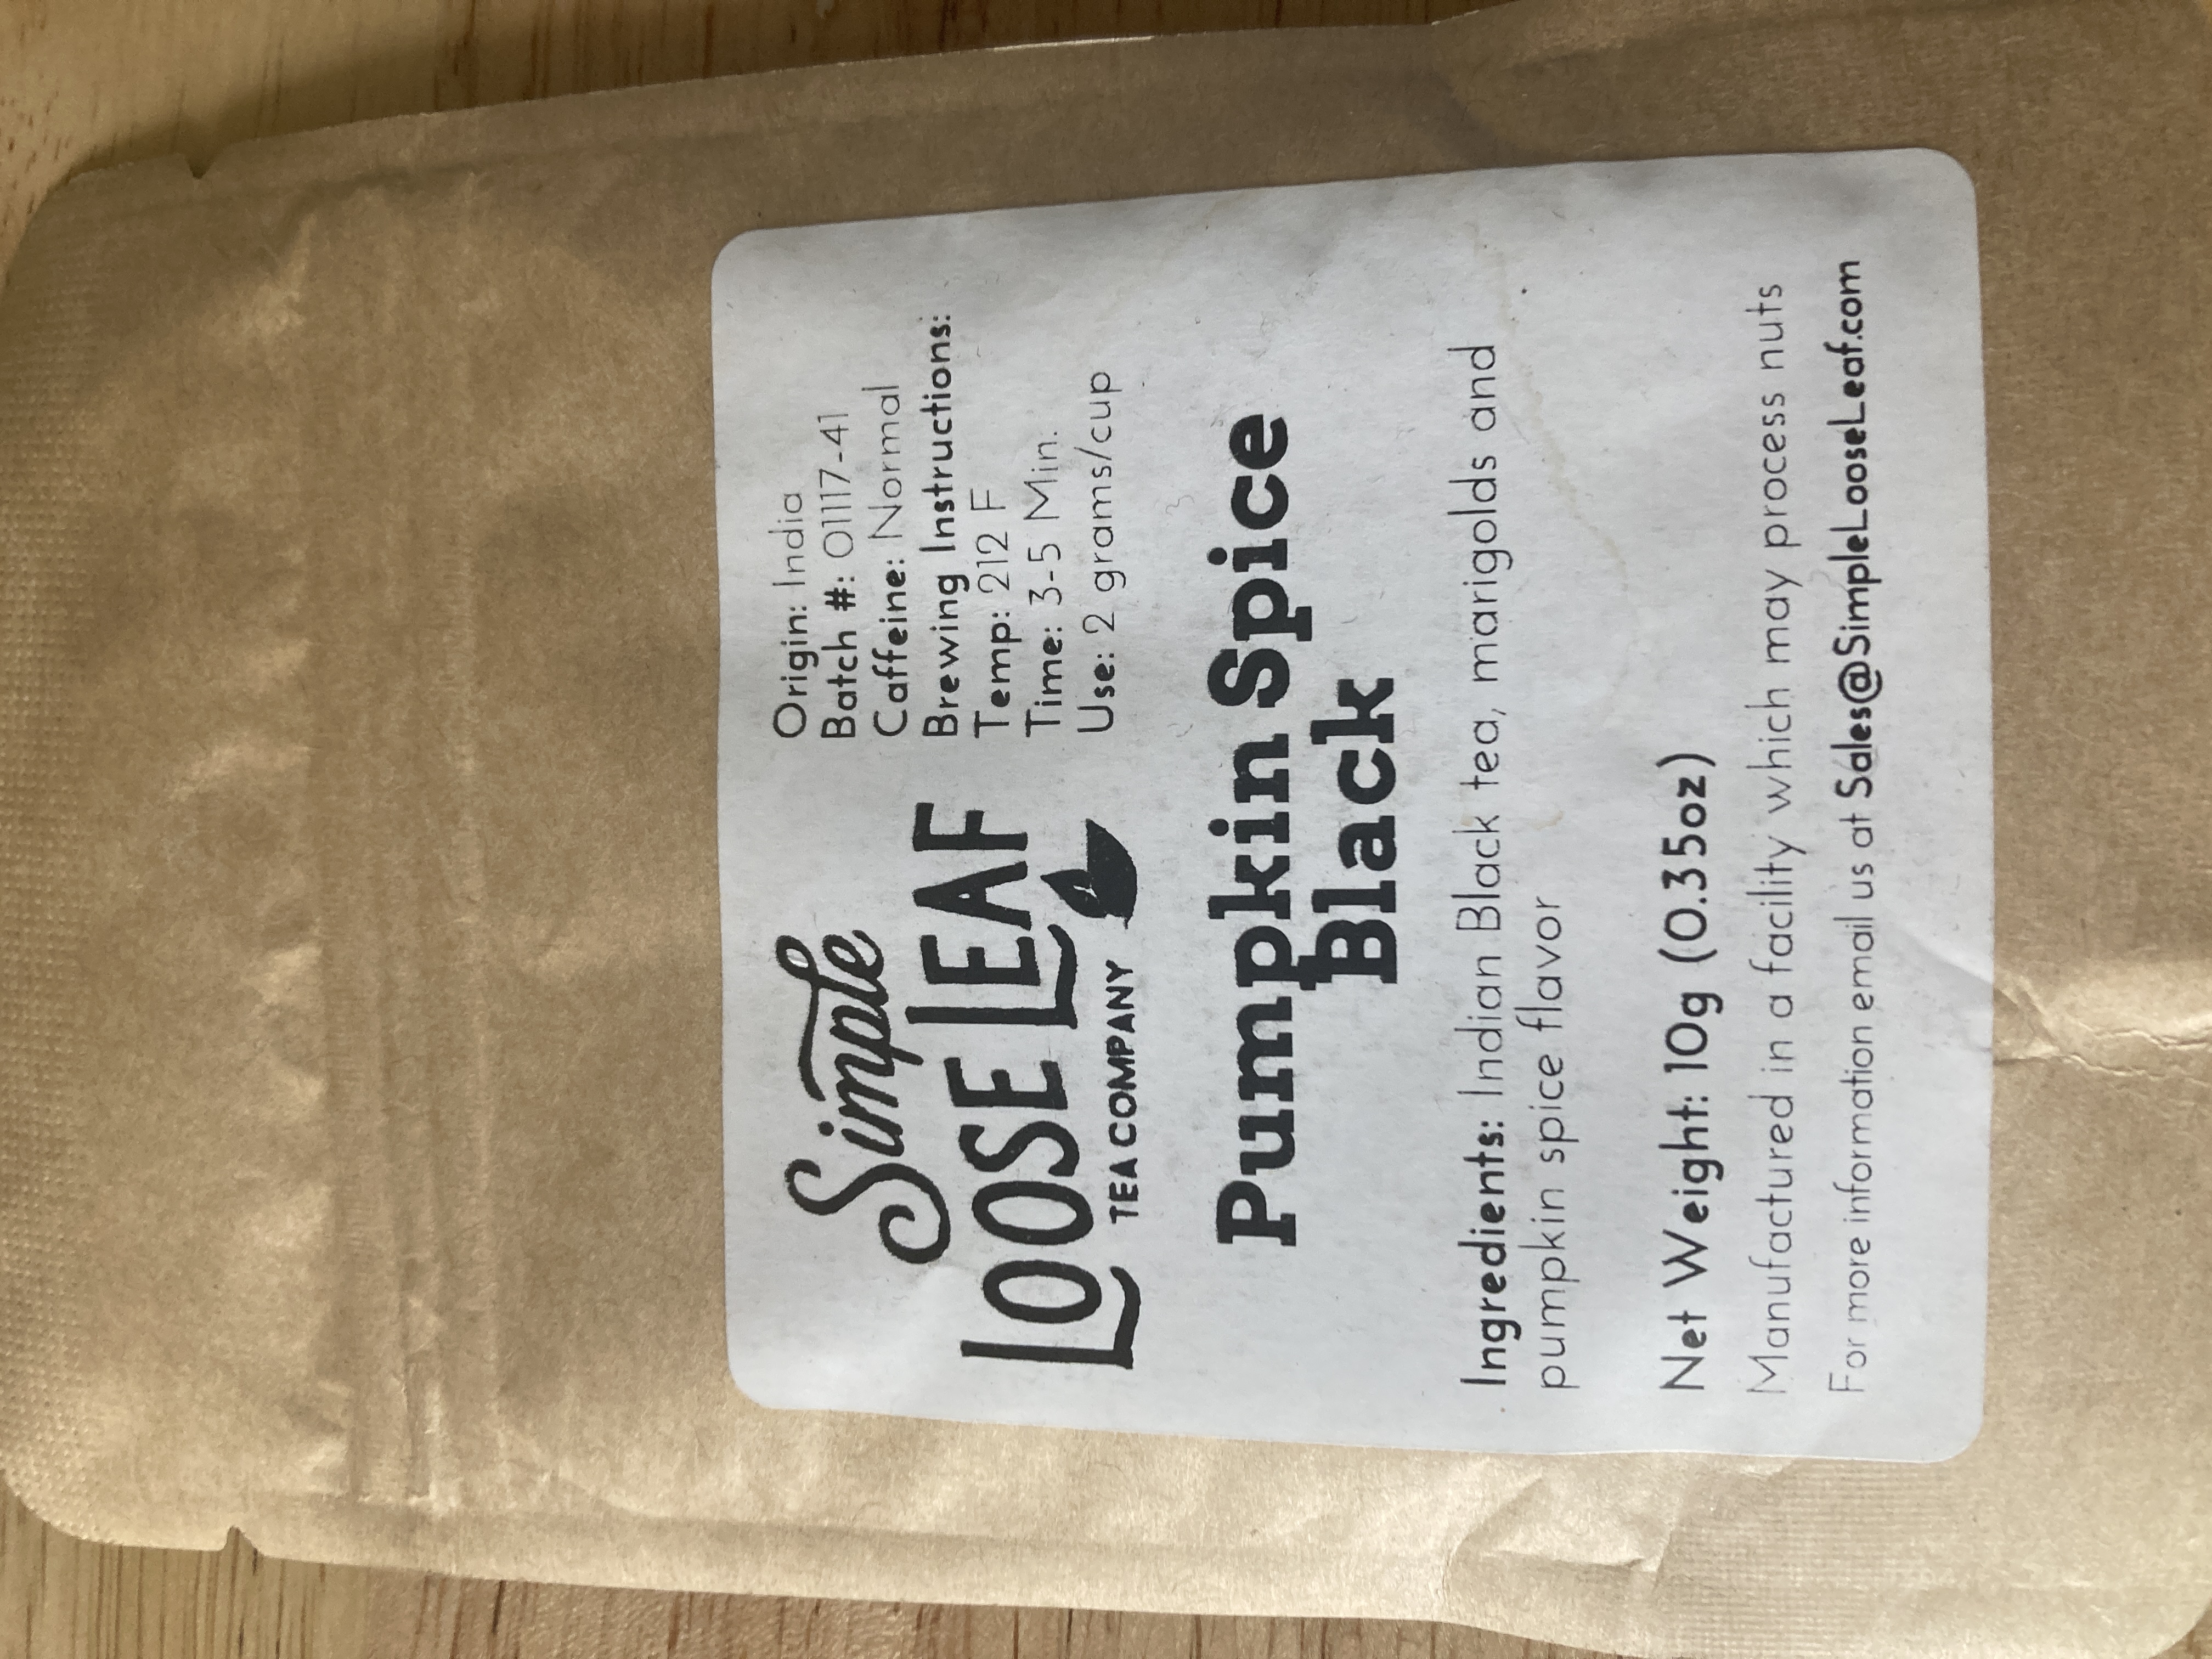 Simple
LOOSE LEAF
TEA COMPANY
Origin: India
Batch #: 01117-41
Caffeine: Normal
Brewing Instructions:
Temp: 212 F
Time: 3-5 Min.
Use: 2 grams/cup
Pumpkin Spice
Black
Ingredients: Indian Black tea, marigolds and
pumpkin spice flavor
Net Weight: 10g (0.35oz)
Manufactured in a facility which may process nuts
For more information email us at Sales@SimpleLooseLeaf.com